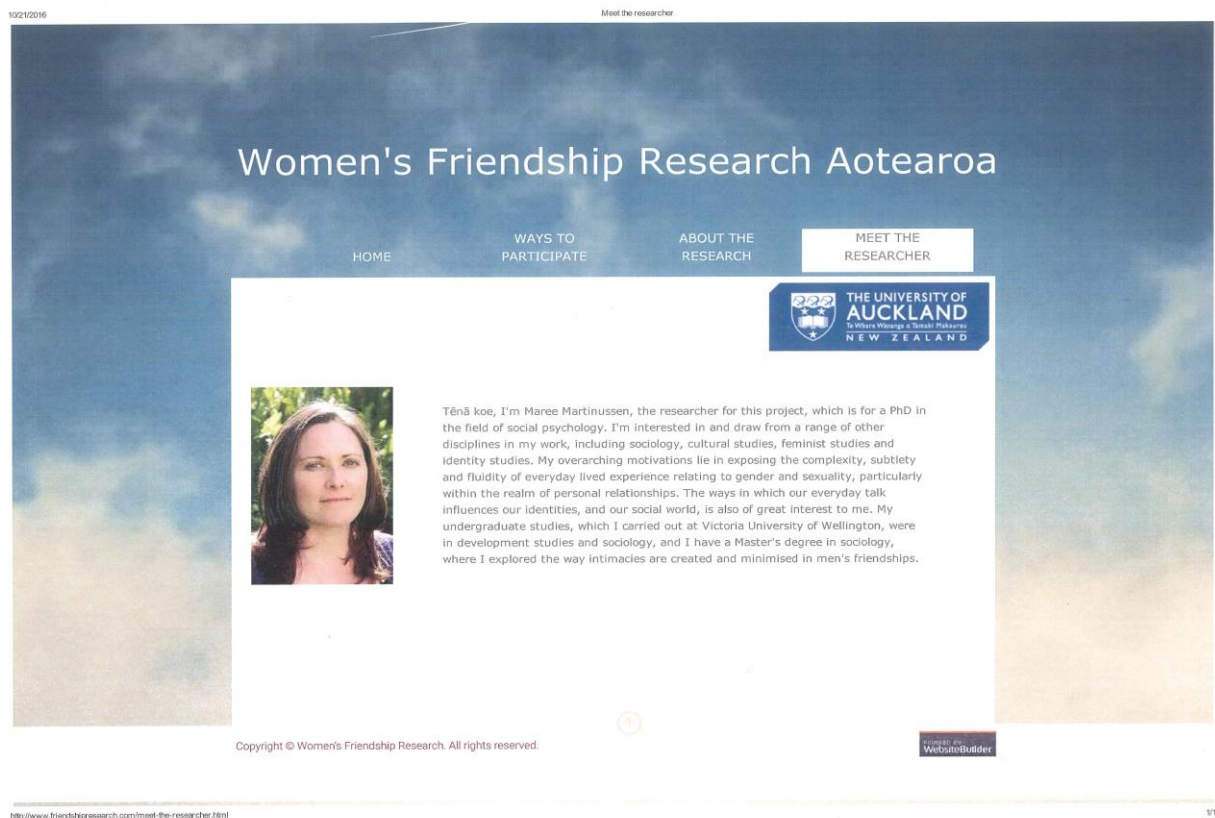 10/21/2016
Meet the researcher
Women's Friendship Research Aotearoa
HOME
WAYS TO
PARTICIPATE
ABOUT THE
RESEARCH
MEET THE
RESEARCHER
THE UNIVERSITY OF
AUCKLAND
Te Whare Wānanga o Tāmaki Makaurau
NEW ZEALAND
Tēnā koe, I'm Maree Martinussen, the researcher for this project, which is for a PhD in
the field of social psychology. I'm interested in and draw from a range of other
disciplines in my work, including sociology, cultural studies, feminist studies and
identity studies. My overarching motivations lie in exposing the complexity, subtlety
and fluidity of everyday lived experience relating to gender and sexuality, particularly
within the realm of personal relationships. The ways in which our everyday talk
influences our identities, and our social world, is also of great interest to me. My
undergraduate studies, which I carried out at Victoria University of Wellington, were
in development studies and sociology, and I have a Master's degree in sociology,
where I explored the way intimacies are created and minimised in men's friendships.
Copyright © Women's Friendship Research. All rights reserved.
POWERED BY
WebsiteBuilder
http://www.friendshipresearch.com/meet-the-researcher.html
1/1